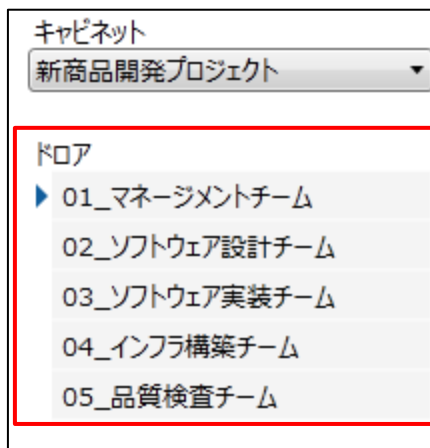 キャビネット
新商品開発プロジェクト
ドロア
01_マネージメントチーム
02_ソフトウェア設計チーム
03_ソフトウェア実装チーム
04_インフラ構築チーム
05_品質検査チーム